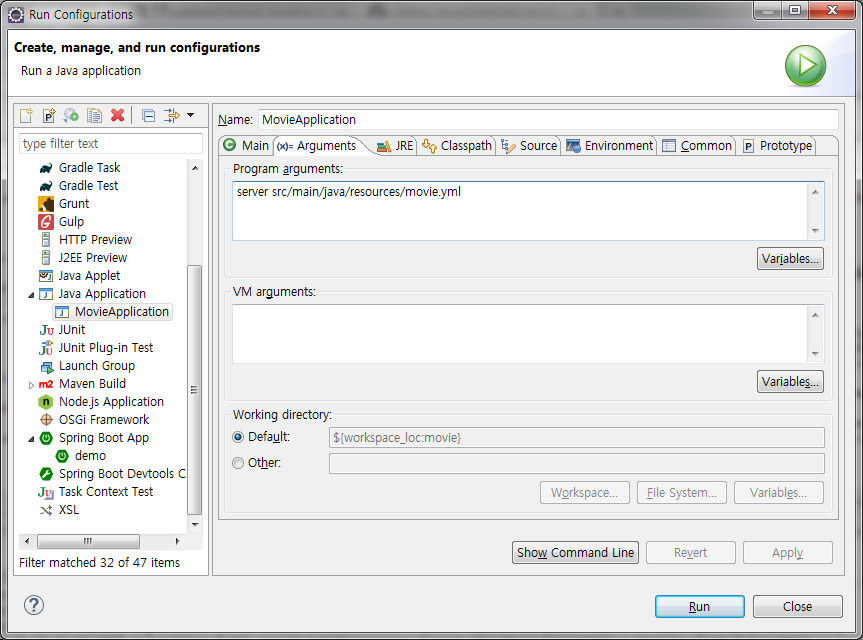 Run Configurations
Create, manage, and run configurations
Run a Java application
type filter text
Gradle Task
Gradle Test
Grunt
Gulp
HTTP Preview
J2EE Preview
Java Applet
Java Application
MovieApplication
JUnit
JUnit Plug-in Test
Launch Group
Maven Build
Node.js Application
OSGi Framework
Spring Boot App
demo
Spring Boot Devtools C
Task Context Test
XSL
Filter matched 32 of 47 items
Name: MovieApplication
Main (x)= Arguments JRE Classpath Source Environment Common Prototype
Program arguments:
server src/main/java/resources/movie.yml
Variables...
VM arguments:
Variables...
Working directory:
Default: ${workspace_loc:movie}
Other:
Workspace... File System... Variables...
Show Command Line Revert Apply
Run Close